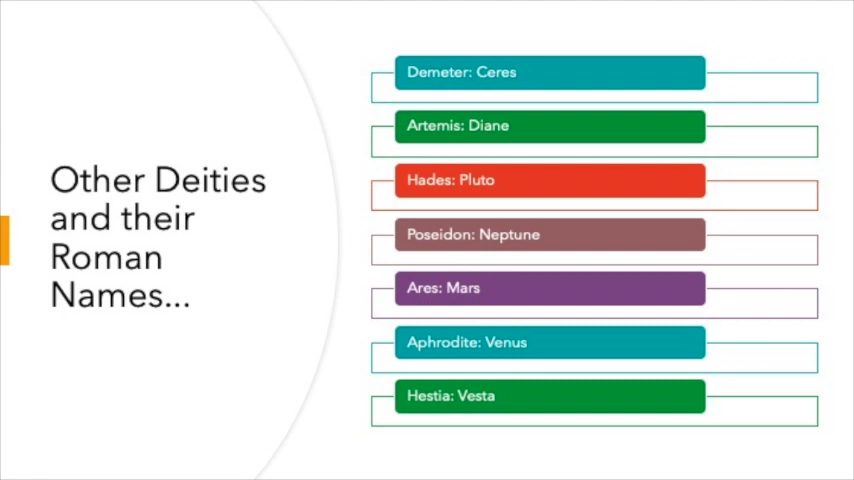 Other Deities
and their
Roman
Names...
Demeter: Ceres
Artemis: Diane
Hades: Pluto
Poseidon: Neptune
Ares: Mars
Aphrodite: Venus
Hestia: Vesta